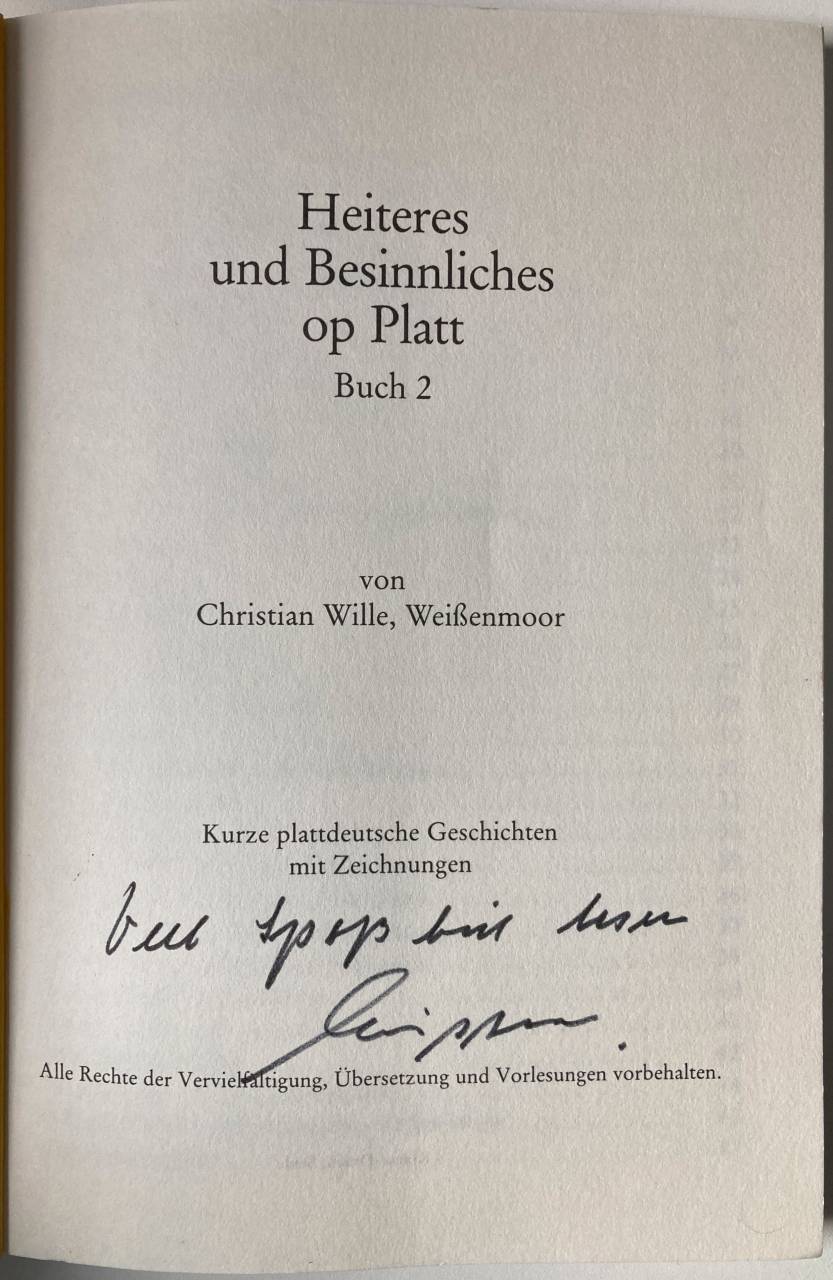 Heiteres
und Besinnliches
op Platt
Buch 2
von
Christian Wille, Weißenmoor
Kurze plattdeutsche Geschichten
mit Zeichnungen
Veel Spoß bin lesen
Alle Rechte der Vervielfältigung, Übersetzung und Vorlesungen vorbehalten.